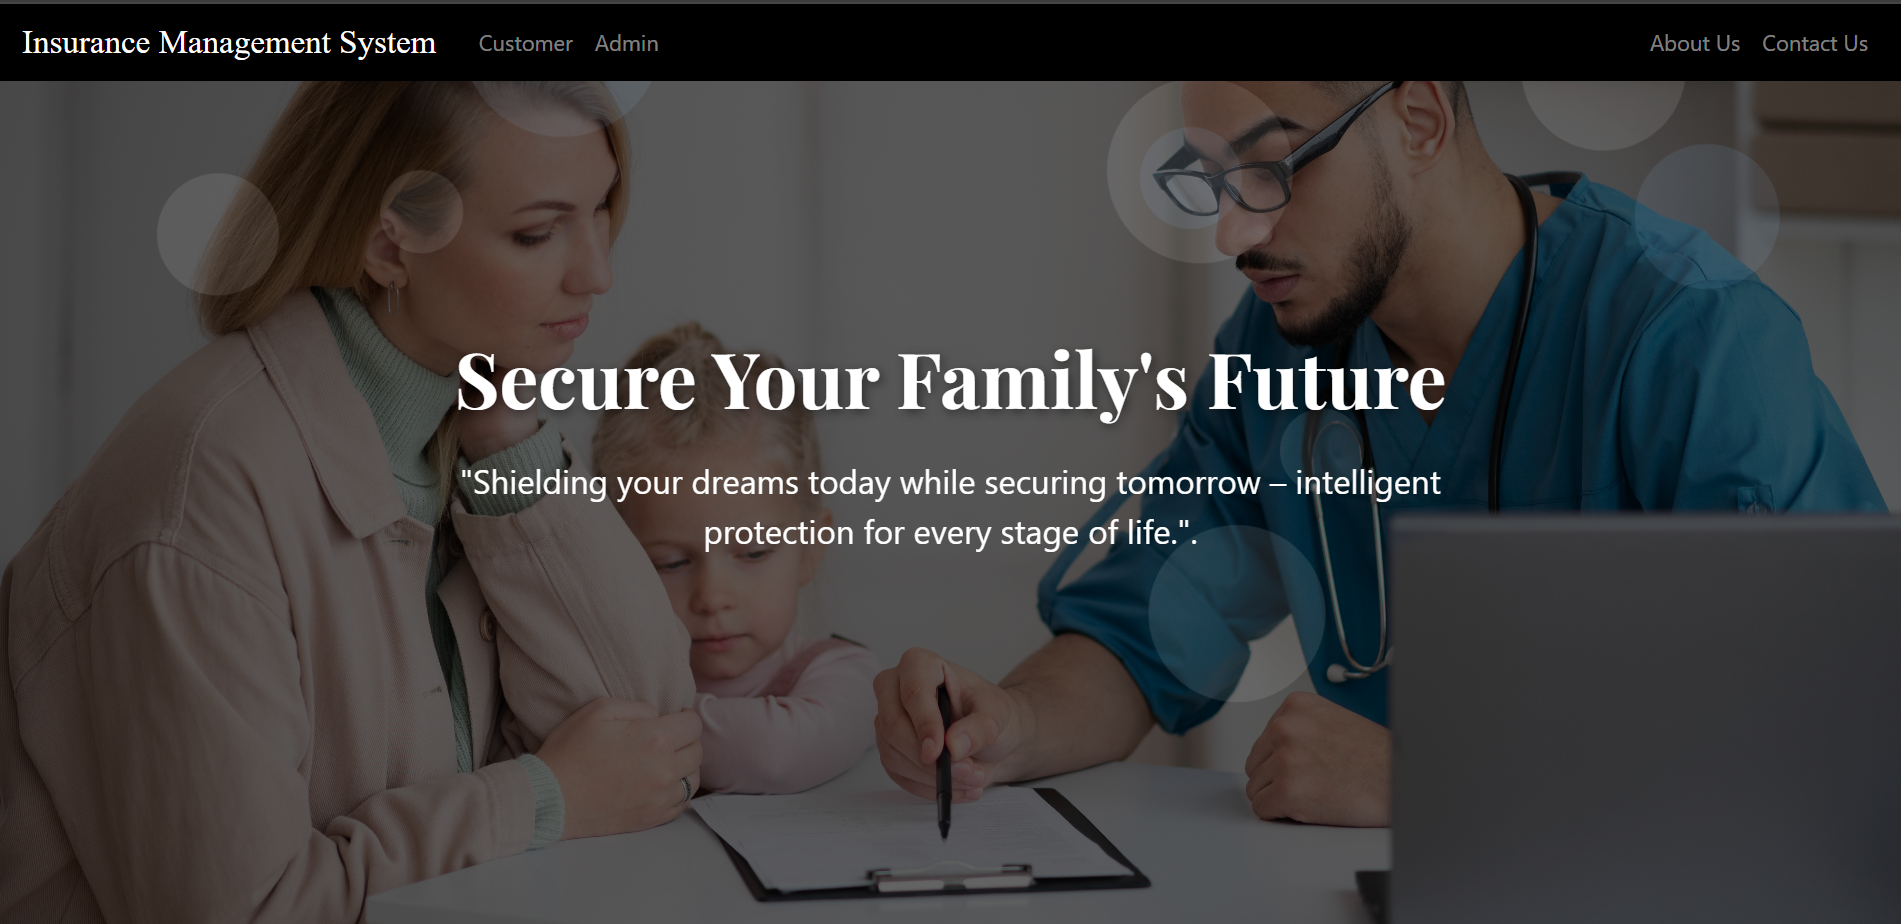 Insurance Management System Customer Admin About Us Contact Us
Secure Your Family's Future
"Shielding your dreams today while securing tomorrow – intelligent
protection for every stage of life.".